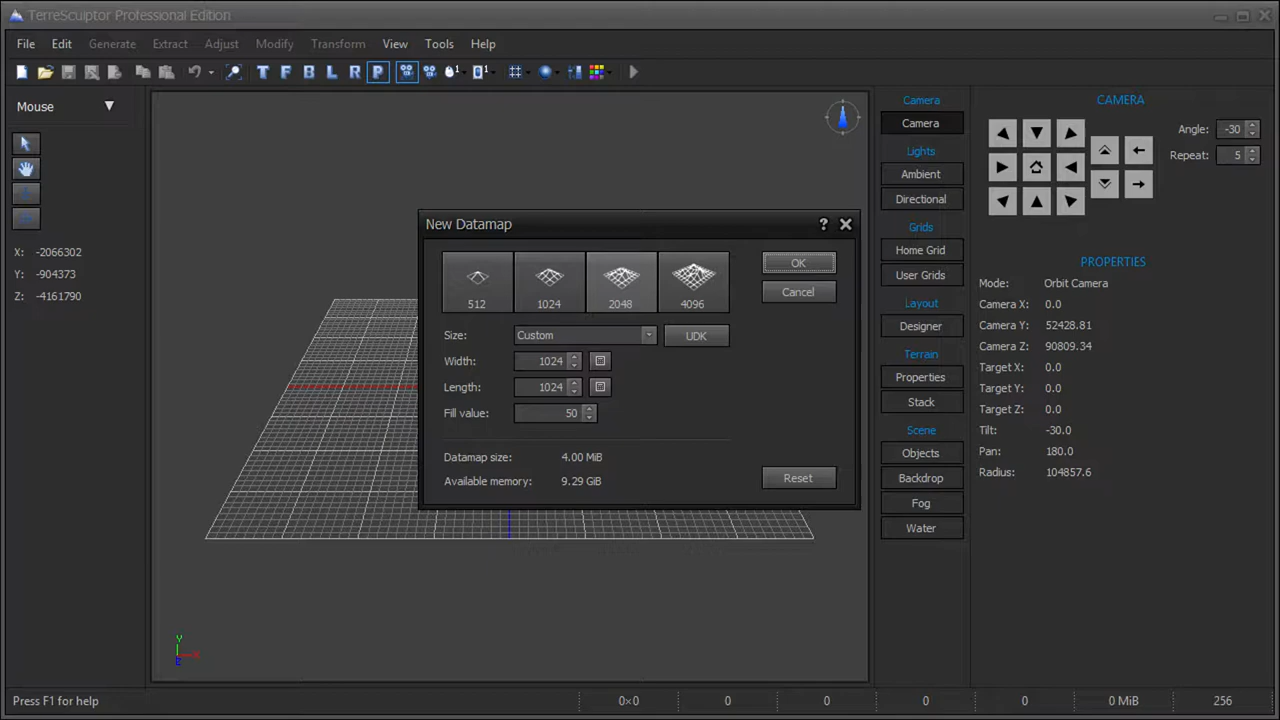 TerreSculptor Professional Edition
File Edit Generate Extract Adjust Modify Transform View Tools Help
T F B L R P 1 1
Mouse
X: -2066302
Y: -904373
Z: -4161790
New Datamap ?
512 1024 2048 4096
OK
Cancel
Size: Custom UDK
Width: 1024
Length: 1024
Fill value: 50
Datamap size: 4.00 MiB
Available memory: 9.29 GiB
Reset
Y
X
Z
Camera
Camera
Lights
Ambient
Directional
Grids
Home Grid
User Grids
Layout
Designer
Terrain
Properties
Stack
Scene
Objects
Backdrop
Fog
Water
CAMERA
Angle: -30
Repeat: 5
PROPERTIES
Mode: Orbit Camera
Camera X: 0.0
Camera Y: 52428.81
Camera Z: 90809.34
Target X: 0.0
Target Y: 0.0
Target Z: 0.0
Tilt: -30.0
Pan: 180.0
Radius: 104857.6
Press F1 for help 0×0 0 0 0 0 0 MiB 256